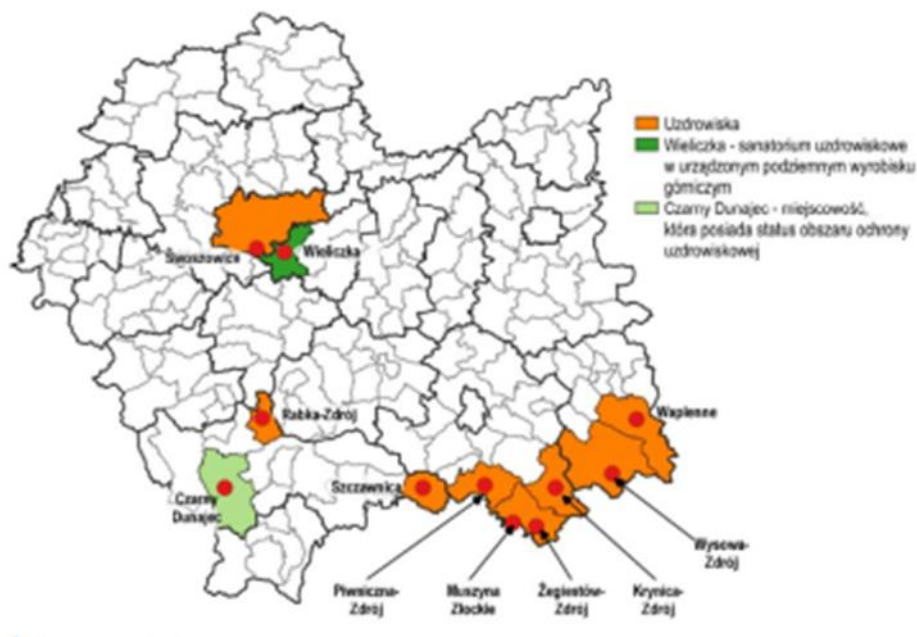 Uzdrowiska
Wieliczka - sanatorium uzdrowiskowe
w urządzonym podziemnym wyrobisku
górniczym
Czarny Dunajec - miejscowość,
która posiada status obszaru ochrony
uzdrowiskowej
Swoszowice
Wieliczka
Rabka-Zdrój
Wapienne
Szczawnica
Czarny
Dunajec
Wysowa-
Zdrój
Piwniczna-
Zdrój
Muszyna
Złockie
Żegiestów-
Zdrój
Krynica-
Zdrój